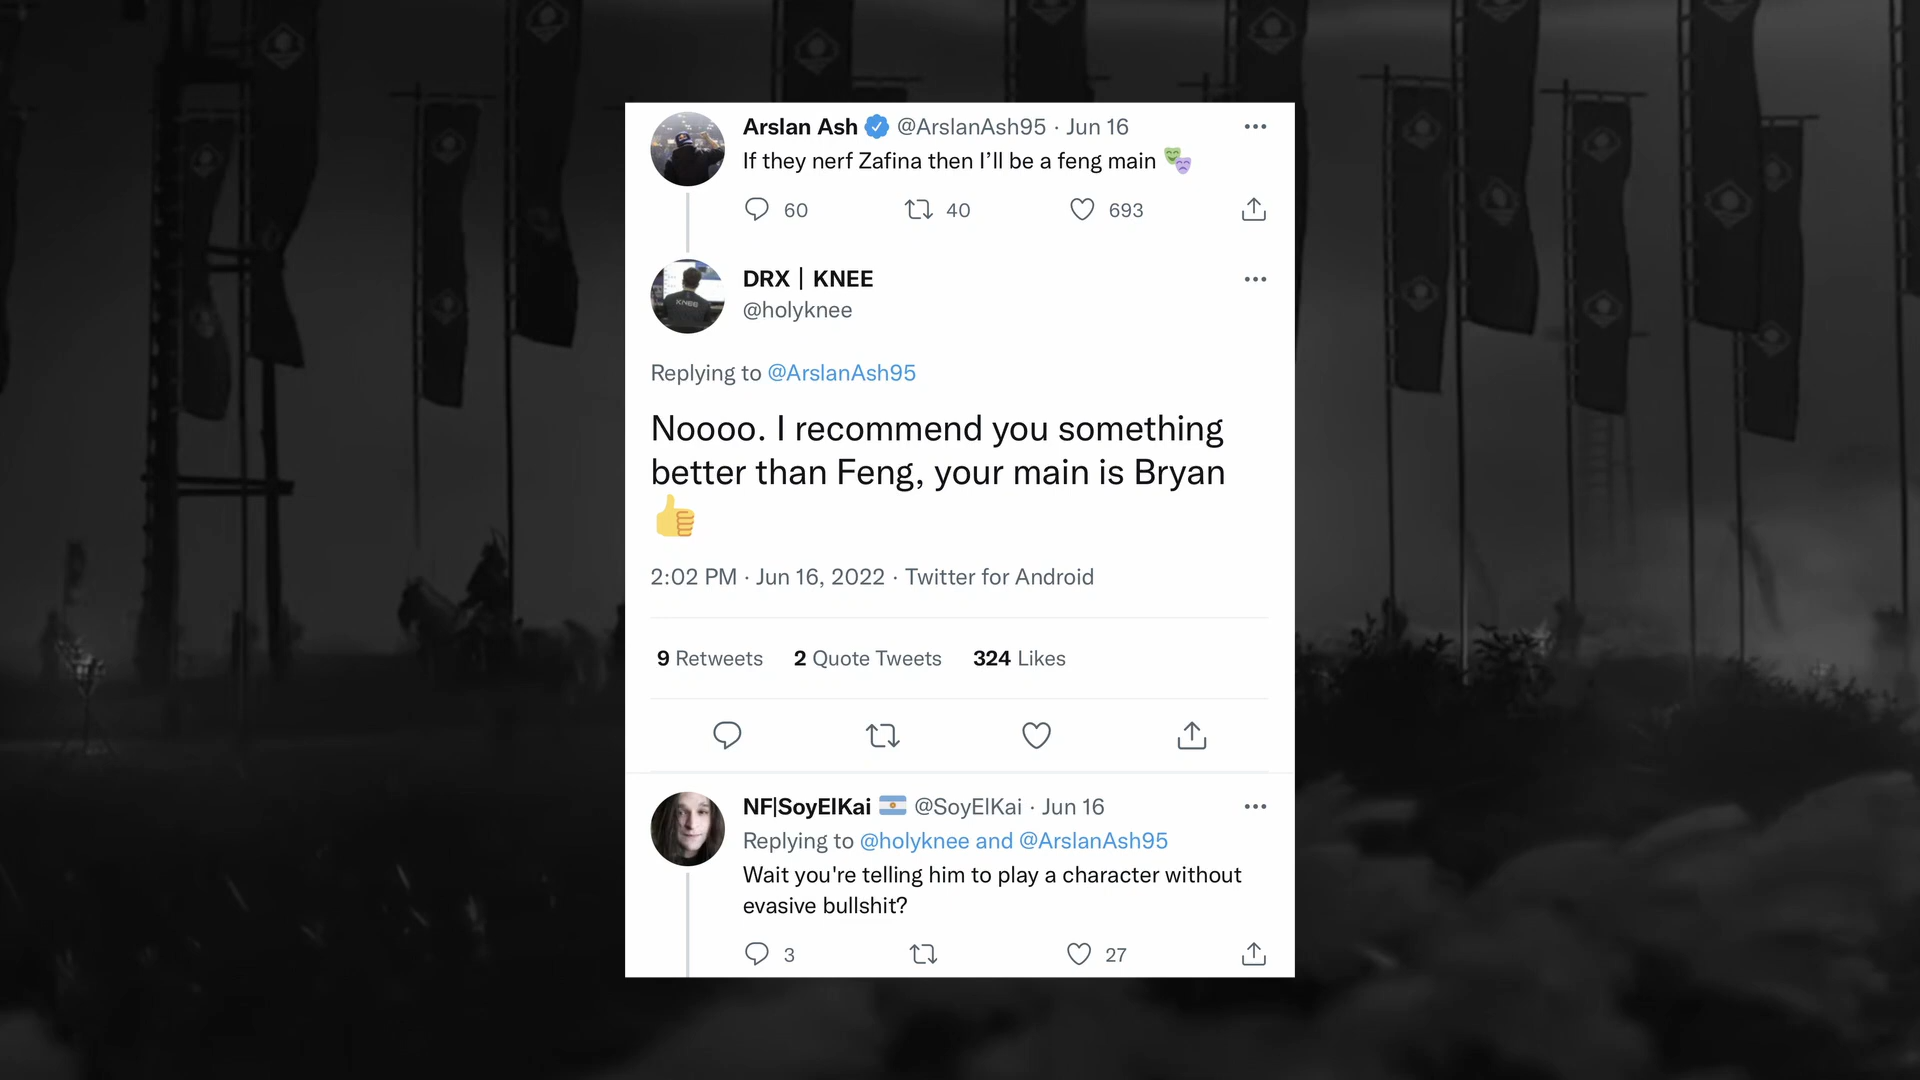 Arslan Ash @ArslanAsh95 · Jun 16
If they nerf Zafina then I’ll be a feng main 🎭
60 40 693
DRX | KNEE
@holyknee
Replying to @ArslanAsh95
Noooo. I recommend you something
better than Feng, your main is Bryan
👍
2:02 PM · Jun 16, 2022 · Twitter for Android
9 Retweets 2 Quote Tweets 324 Likes
NF|SoyElKai 🇦🇷 @SoyElKai · Jun 16
Replying to @holyknee and @ArslanAsh95
Wait you're telling him to play a character without
evasive bullshit?
3 27